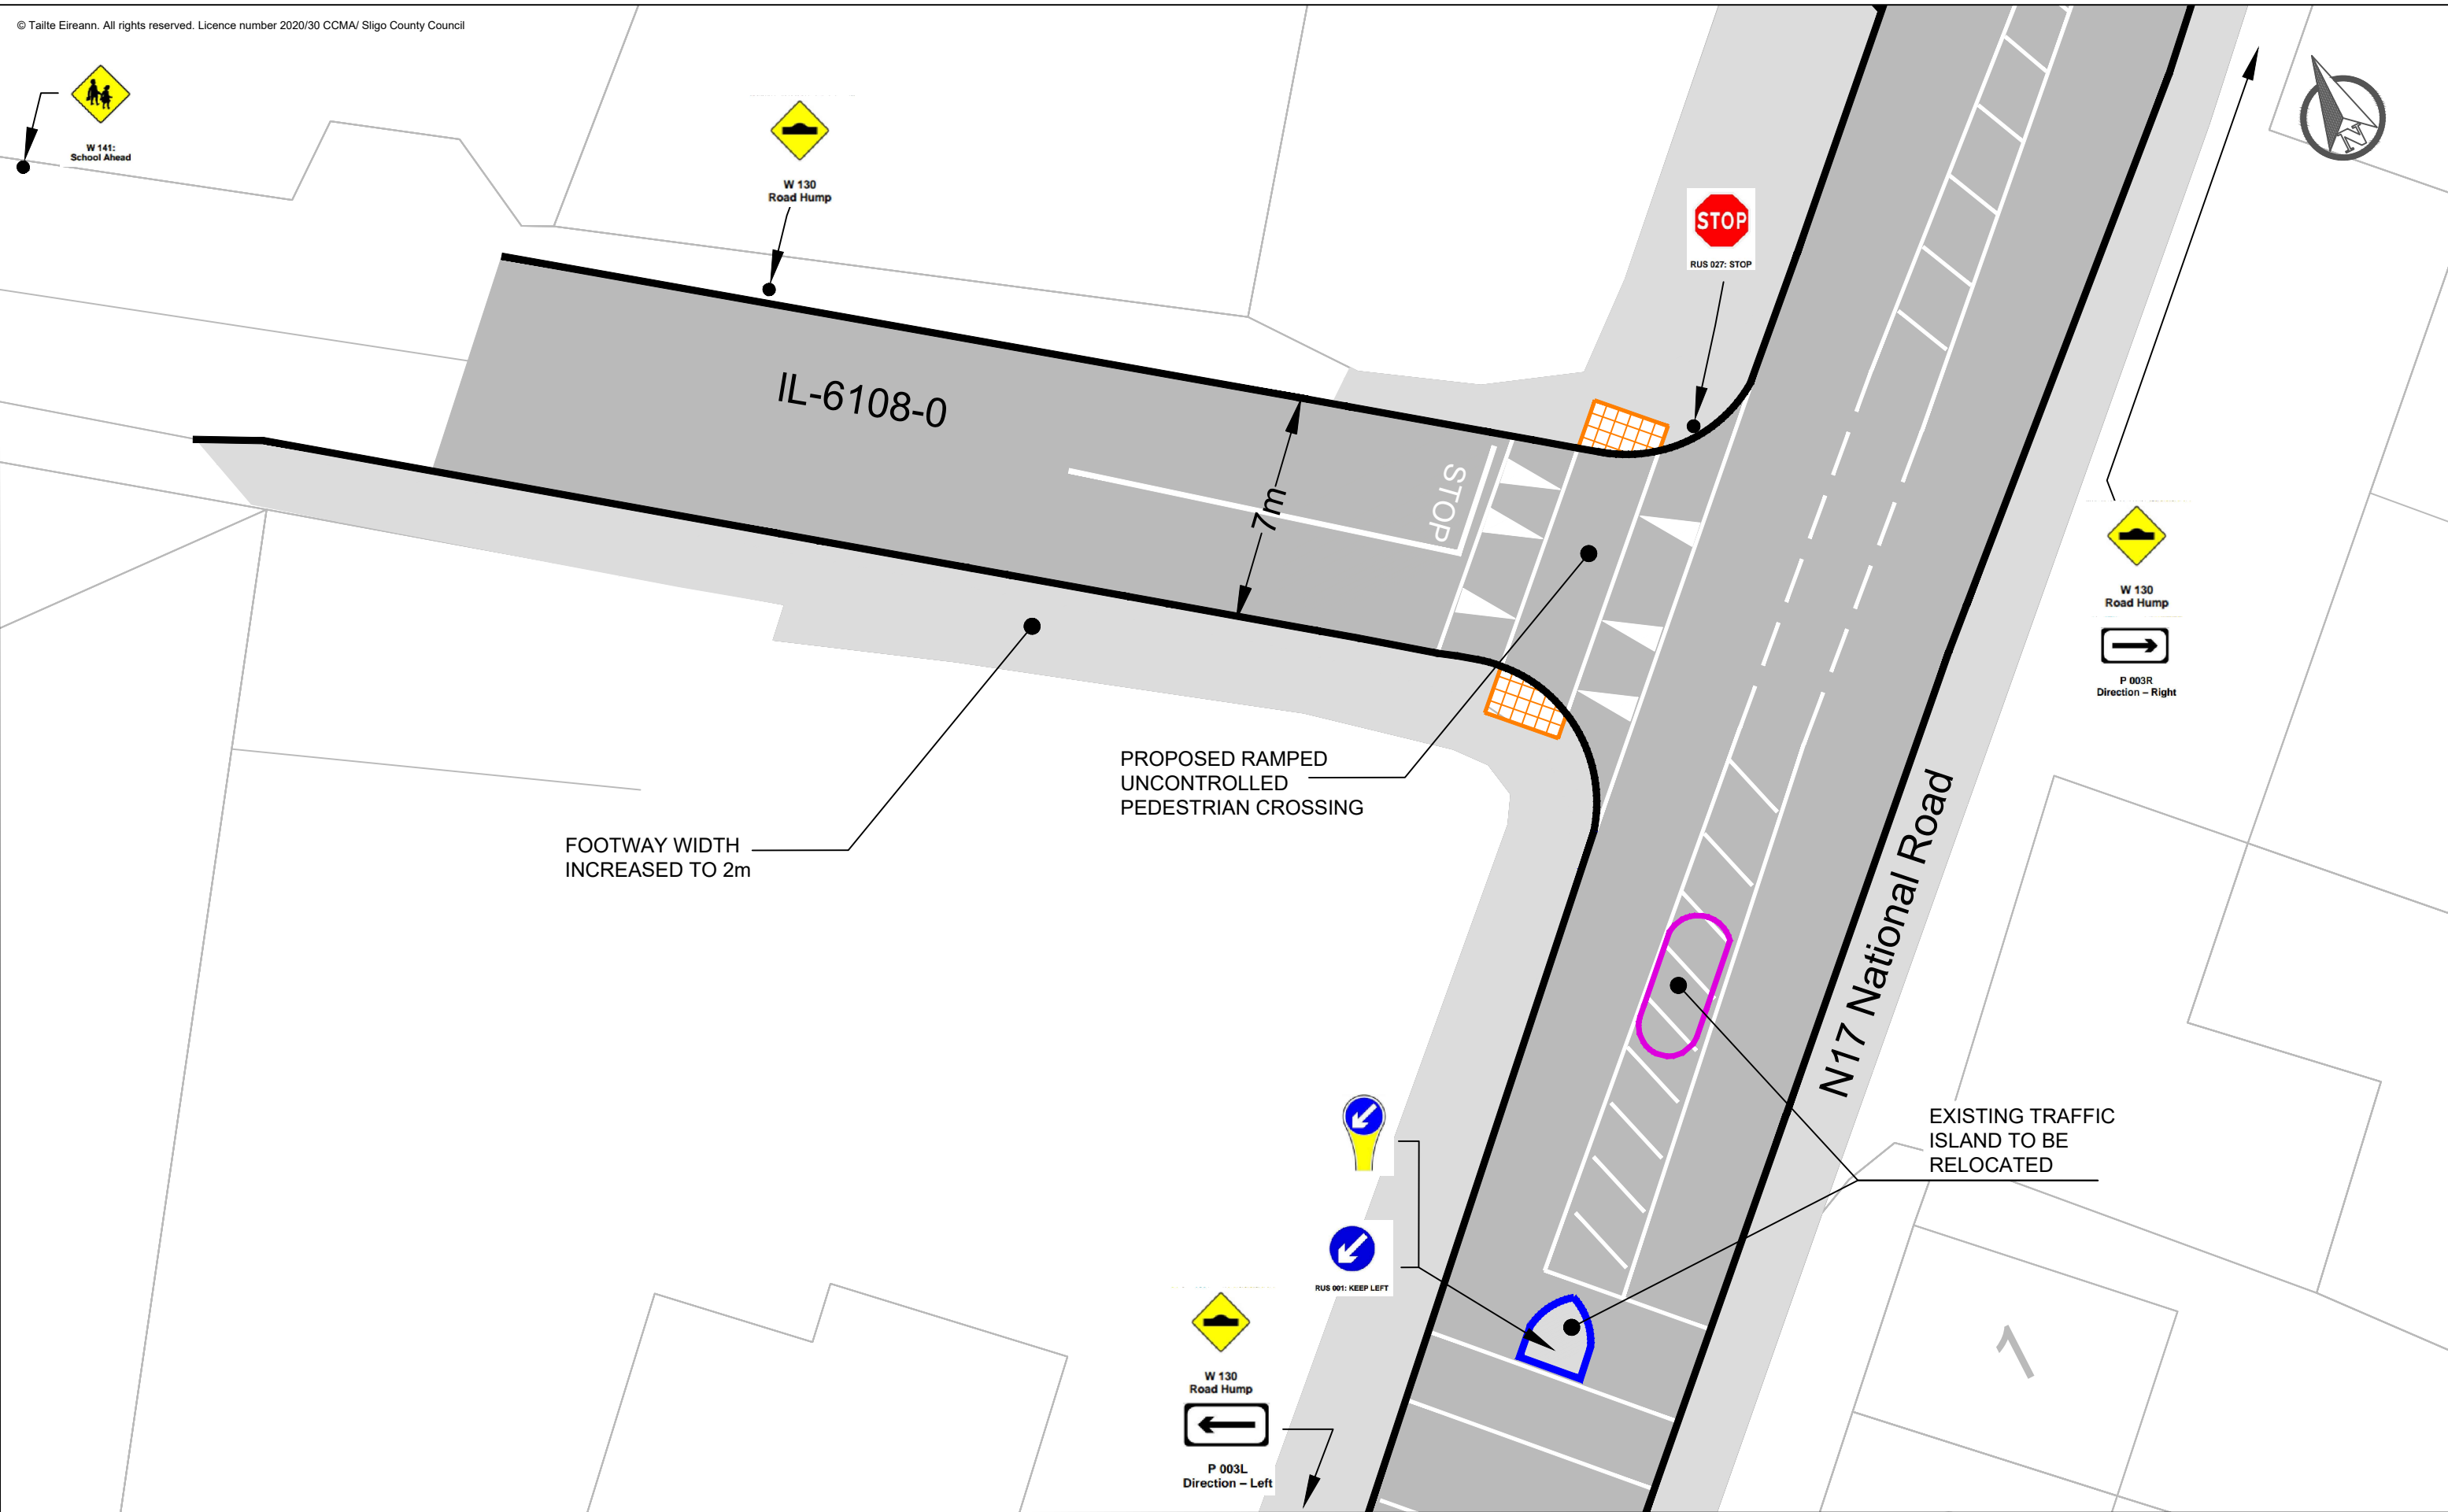 © Tailte Eireann. All rights reserved. Licence number 2020/30 CCMA/ Sligo County Council
W 141:
School Ahead
W 130
Road Hump
STOP
RUS 027: STOP
N
IL-6108-0
STOP
7m
W 130
Road Hump
P 003R
Direction – Right
PROPOSED RAMPED
UNCONTROLLED
PEDESTRIAN CROSSING
FOOTWAY WIDTH
INCREASED TO 2m
N17 National Road
EXISTING TRAFFIC
ISLAND TO BE
RELOCATED
RUS 001: KEEP LEFT
W 130
Road Hump
P 003L
Direction – Left
1